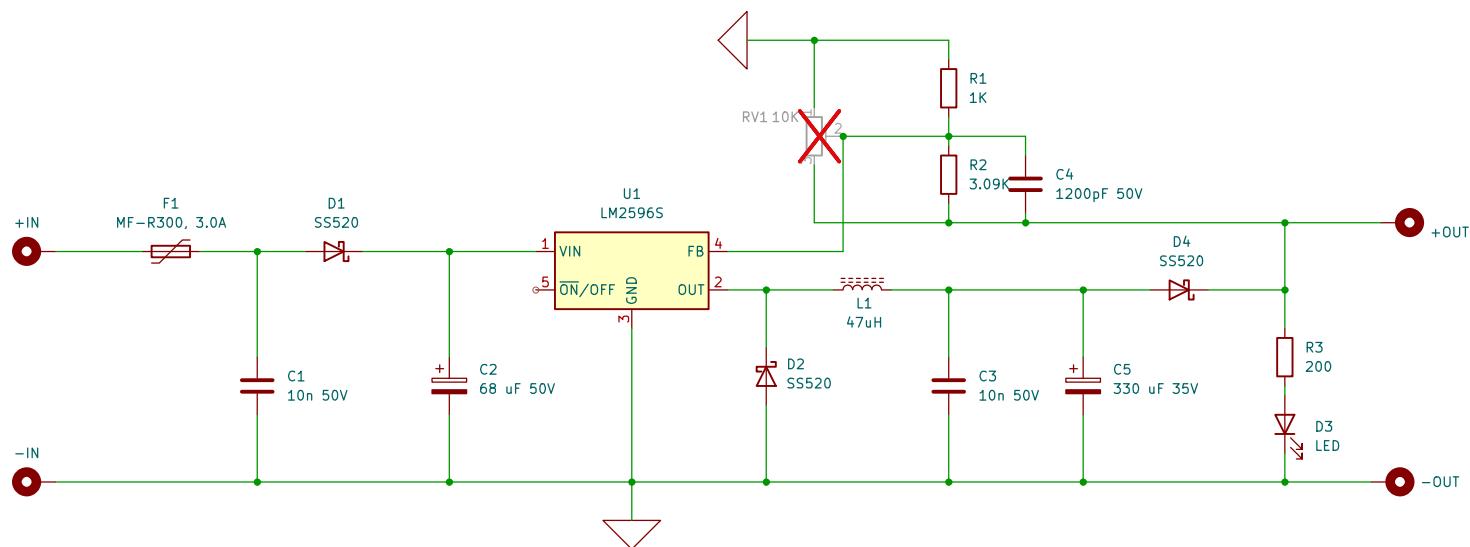 R1
1K
RV1 10K
1
2
3
R2
3.09K
C4
1200pF 50V
+IN
F1
MF-R300, 3.0A
D1
SS520
U1
LM2596S
1
VIN
FB
4
5
ON/OFF
GND
OUT
2
3
+OUT
D4
SS520
L1
47uH
C1
10n 50V
+
C2
68 uF 50V
D2
SS520
C3
10n 50V
+
C5
330 uF 35V
R3
200
D3
LED
-IN
-OUT